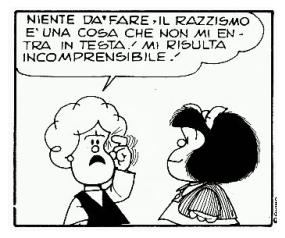 NIENTE DA' FARE, IL RAZZISMO
E' UNA COSA CHE NON MI EN-
TRA IN TESTA! MI RISULTA
INCOMPRENSIBILE!